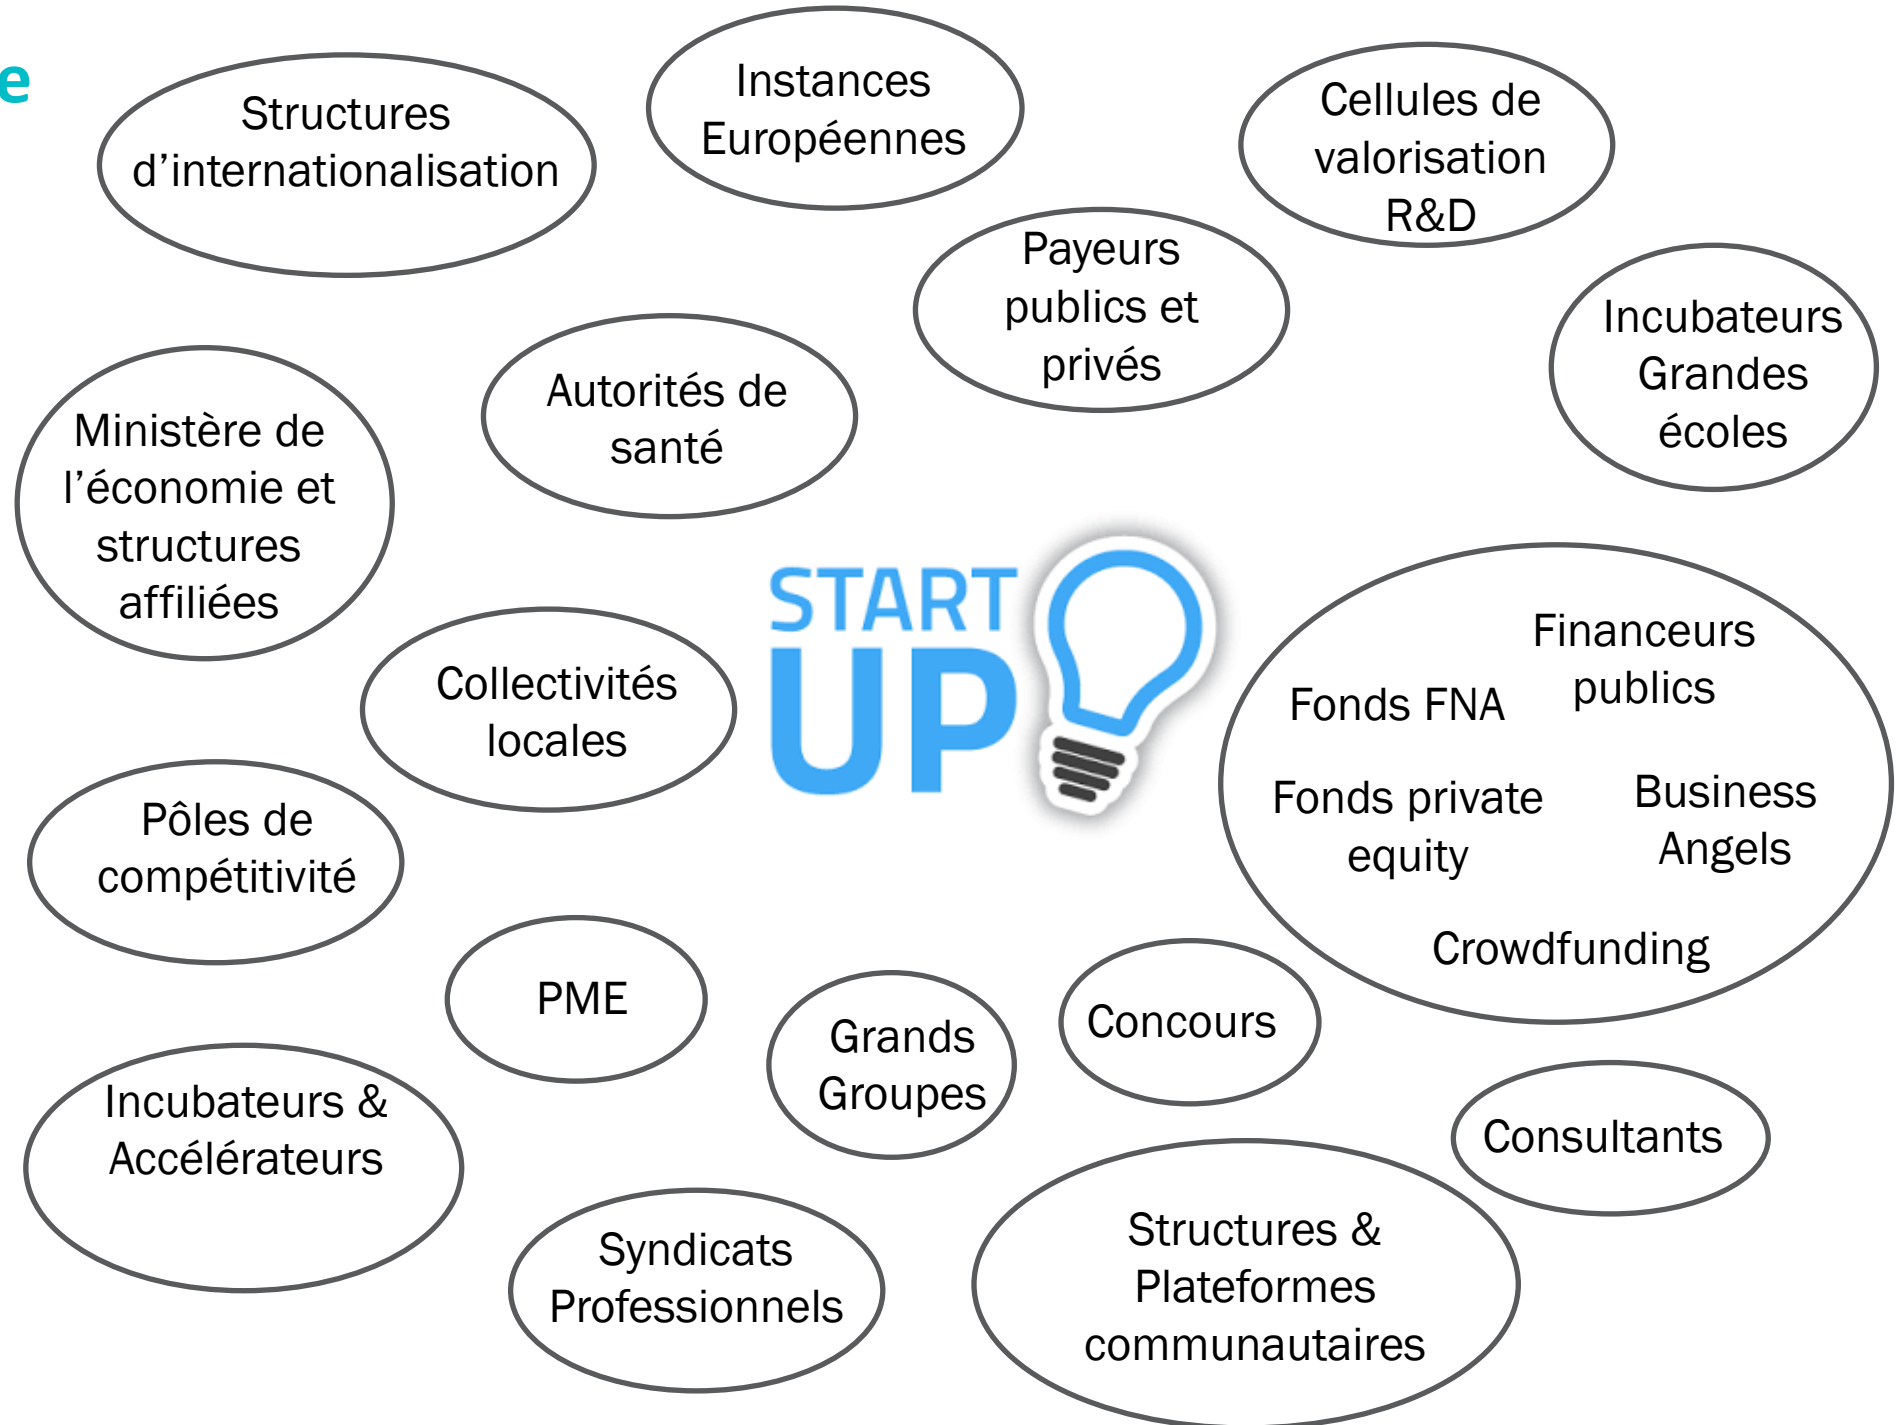 e
Structures
d’internationalisation
Instances
Européennes
Cellules de
valorisation
R&D
Payeurs
publics et
privés
Incubateurs
Grandes
écoles
Autorités de
santé
Ministère de
l’économie et
structures
affiliées
START
UP
Collectivités
locales
Financeurs
publics
Fonds FNA
Fonds private
equity
Business
Angels
Crowdfunding
Pôles de
compétitivité
PME
Grands
Groupes
Concours
Incubateurs &
Accélérateurs
Consultants
Syndicats
Professionnels
Structures &
Plateformes
communautaires